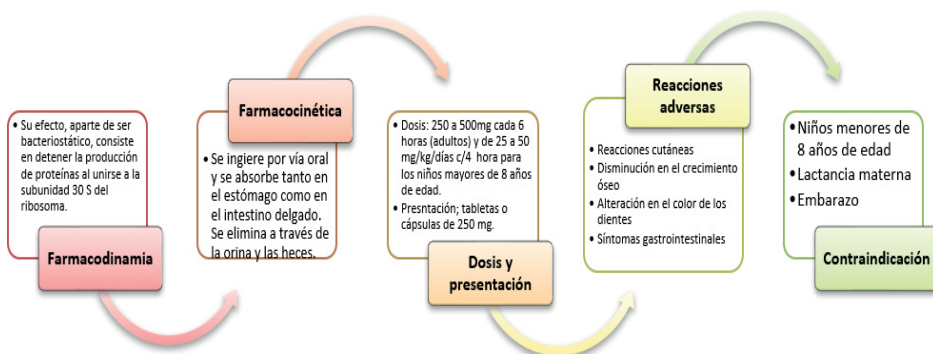 • Su efecto, aparte de ser
bacteriostático, consiste
en detener la producción
de proteínas al unirse a la
subunidad 30 S del
ribosoma.
Farmacodinamia
Farmacocinética
• Se ingiere por vía oral
y se absorbe tanto en
el estómago como en
el intestino delgado.
Se elimina a través de
la orina y las heces.
• Dosis: 250 a 500mg cada 6
horas (adultos) y de 25 a 50
mg/kg/días c/4 hora para
los niños mayores de 8 años
de edad.
• Presntación; tabletas o
cápsulas de 250 mg.
Dosis y
presentación
Reacciones
adversas
• Reacciones cutáneas
• Disminución en el crecimiento
óseo
• Alteración en el color de los
dientes
• Síntomas gastrointestinales
• Niños menores de
8 años de edad
• Lactancia materna
• Embarazo
Contraindicación